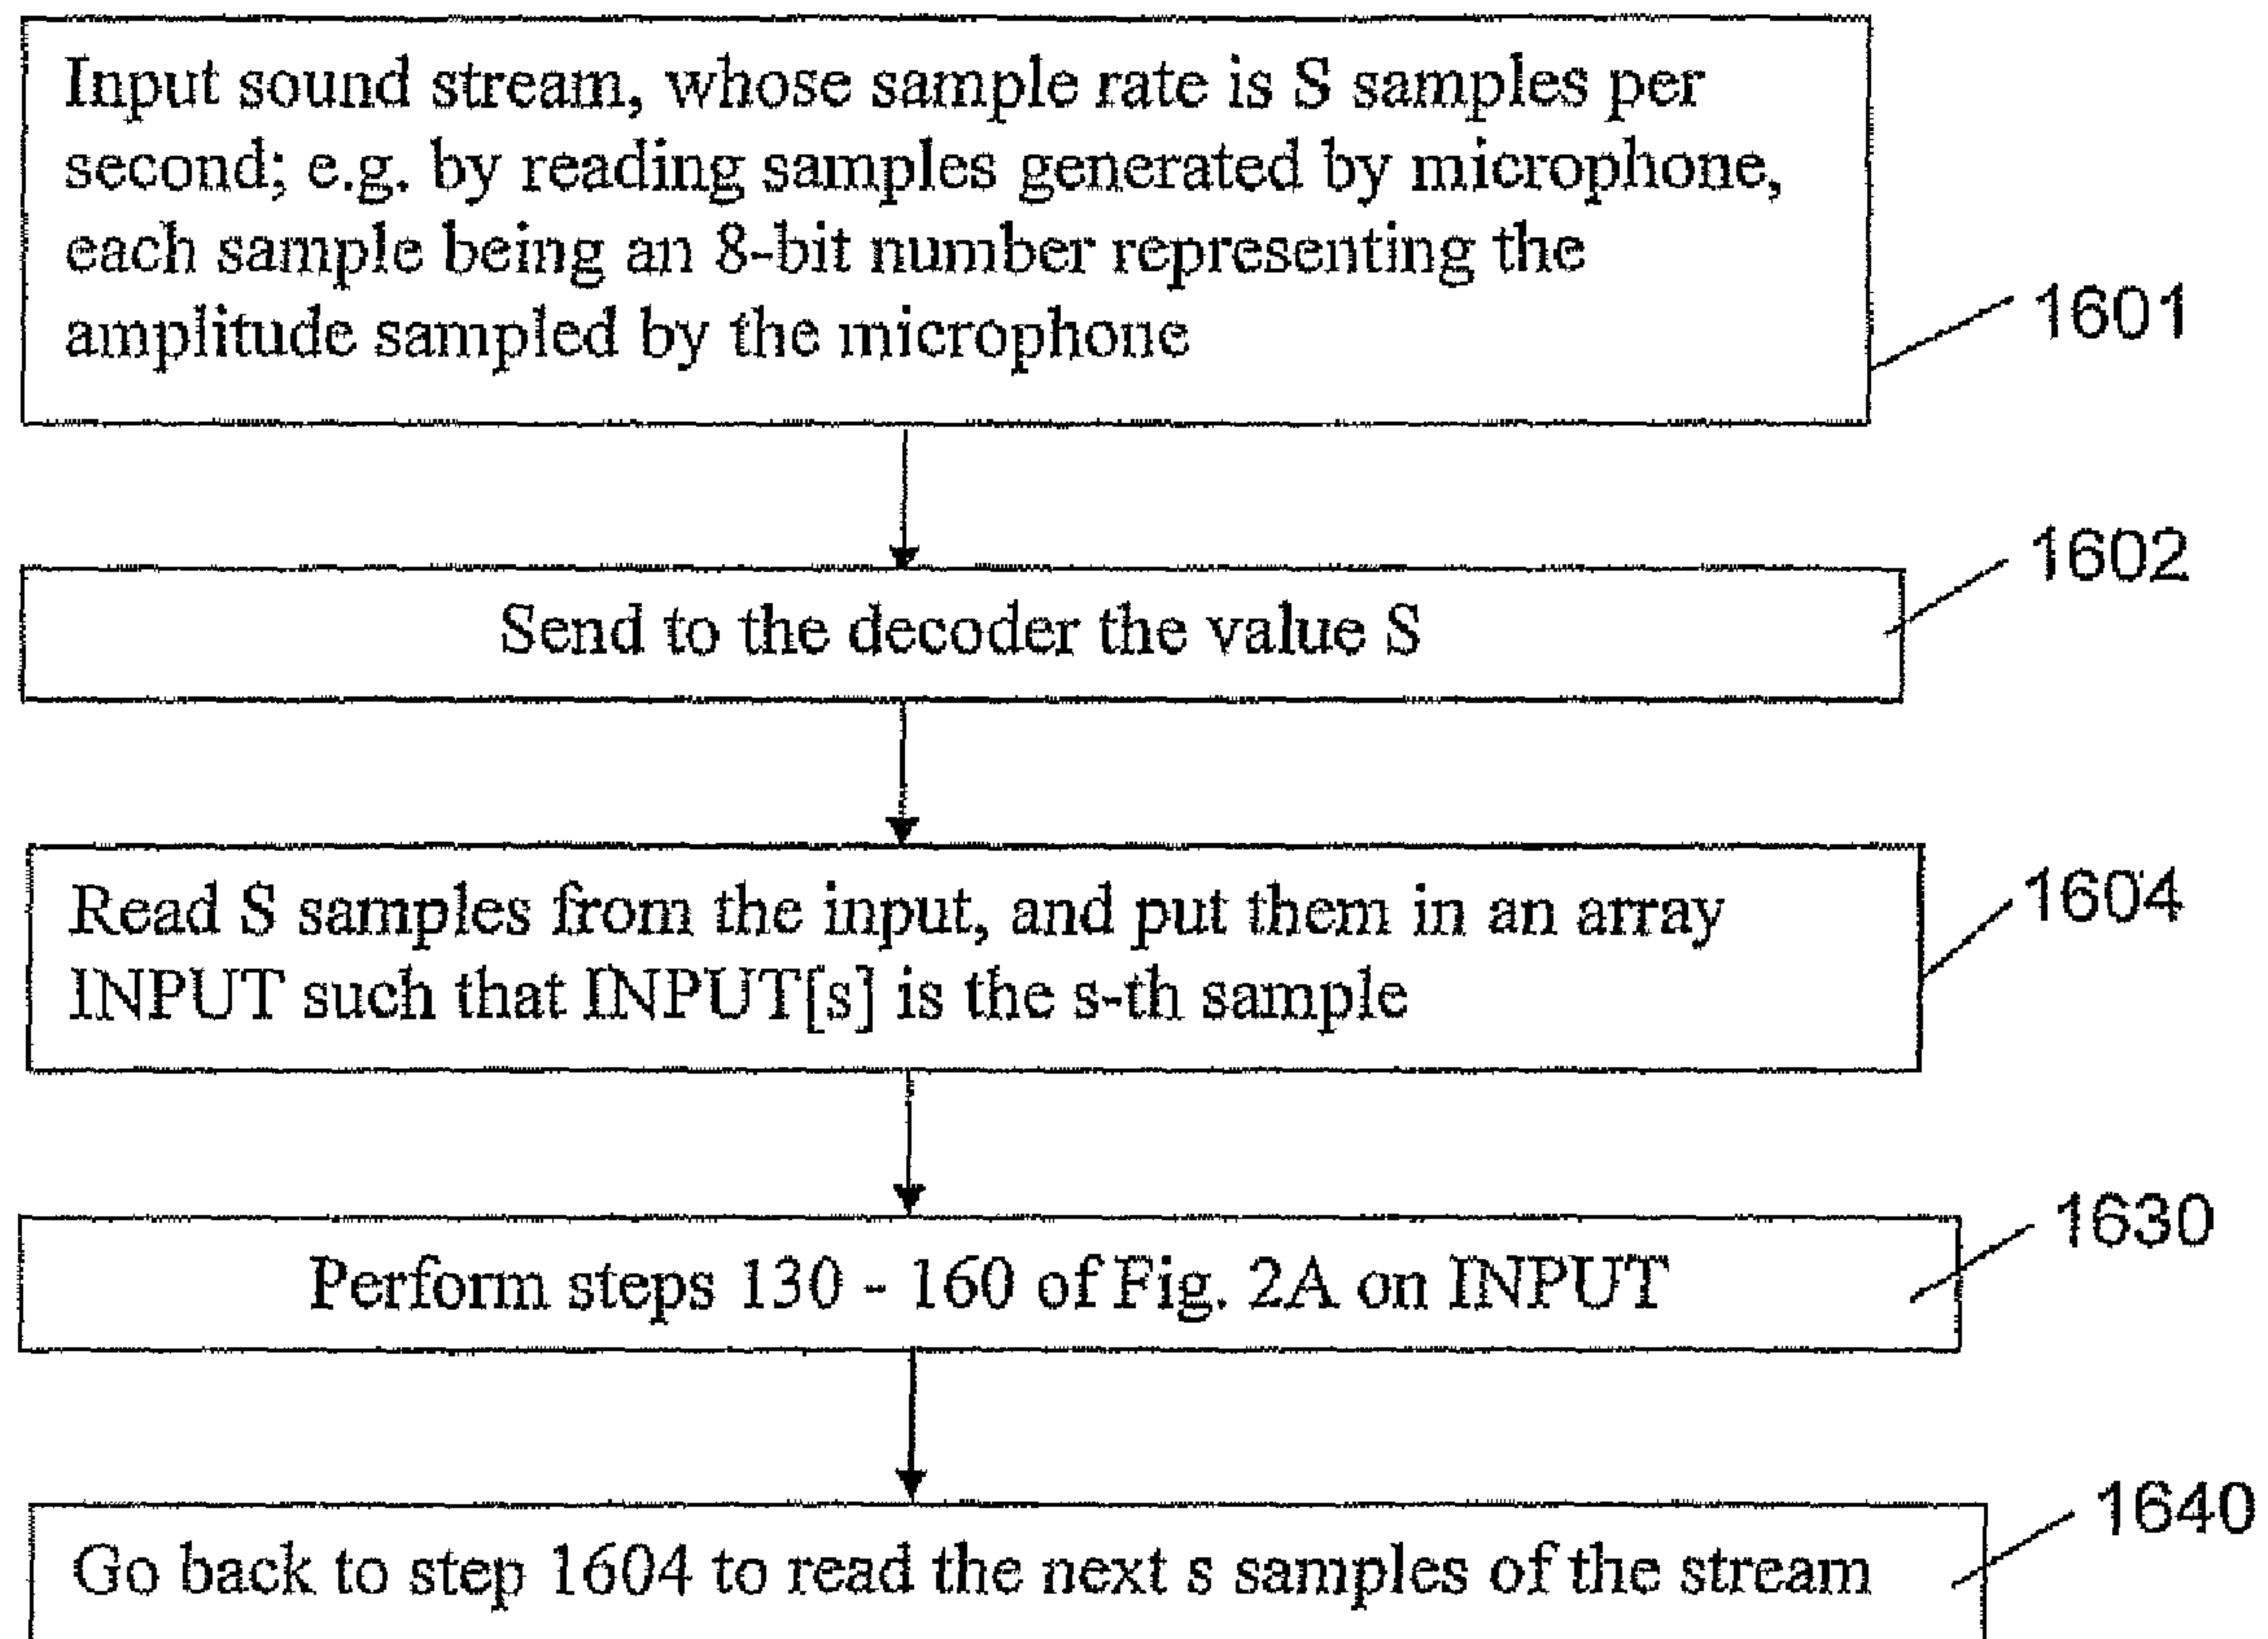 Input sound stream, whose sample rate is S samples per
second; e.g. by reading samples generated by microphone,
each sample being an 8-bit number representing the
amplitude sampled by the microphone
1601
1602
Send to the decoder the value S
Read S samples from the input, and put them in an array
INPUT such that INPUT[s] is the s-th sample
1604
1630
Perform steps 130 - 160 of Fig. 2A on INPUT
1640
Go back to step 1604 to read the next s samples of the stream